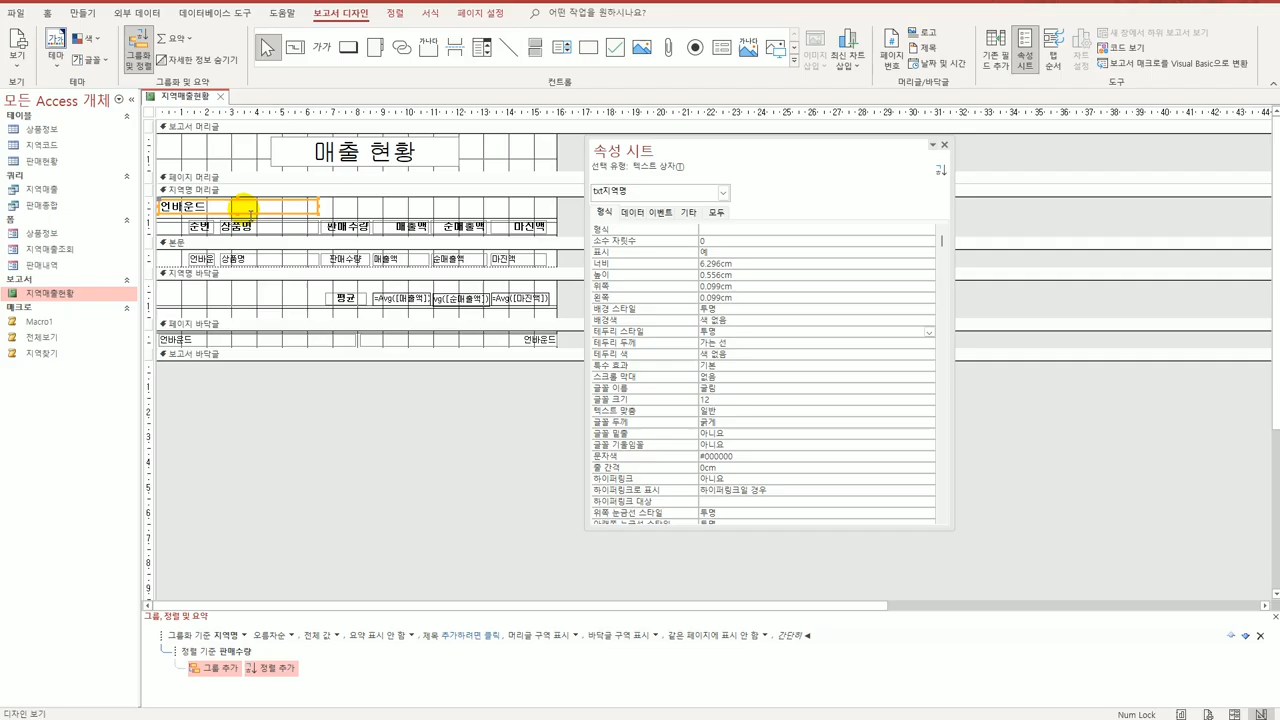 파일 홈 만들기 외부 데이터 데이터베이스 도구 도움말 보고서 디자인 정렬 서식 페이지 설정 어떤 작업을 원하시나요?
보기 테마 색 글꼴 그룹화 및 정렬 요약 자세한 정보 숨기기
이미지 삽입 최신 차트 삽입 페이지 번호 로고 제목 날짜 및 시간 기존 필드 추가 속성 시트 탭 순서 차트 설정 새 창에서 하위 보고서 보기 코드 보기 보고서 매크로를 Visual Basic으로 변환
보기 테마 그룹화 및 요약 컨트롤 머리글/바닥글 도구
모든 Access 개체
테이블
상품정보
지역코드
판매현황
쿼리
지역매출
판매종합
폼
상품정보
지역매출조회
판매내역
보고서
지역매출현황
매크로
Macro1
전체보기
지역찾기
지역매출현황
보고서 머리글
매출 현황
페이지 머리글
지역명 머리글
언바운드
순번 상품명 판매수량 매출액 순매출액 마진액
본문
언바운 상품명 판매수량 매출액 순매출액 마진액
지역명 바닥글
평균 =Avg([매출액]) vg([순매출액]) =Avg([마진액])
페이지 바닥글
언바운드 언바운드
보고서 바닥글
속성 시트
선택 유형: 텍스트 상자(I)
txt지역명
형식 데이터 이벤트 기타 모두
형식
소수 자릿수 0
표시 예
너비 6.296cm
높이 0.556cm
위쪽 0.099cm
왼쪽 0.099cm
배경 스타일 투명
배경색 색 없음
테두리 스타일 투명
테두리 두께 가는 선
테두리 색 색 없음
특수 효과 기본
스크롤 막대 없음
글꼴 이름 굴림
글꼴 크기 12
텍스트 맞춤 일반
글꼴 두께 굵게
글꼴 밑줄 아니요
글꼴 기울임꼴 아니요
문자색 #000000
줄 간격 0cm
하이퍼링크 아니요
하이퍼링크로 표시 하이퍼링크일 경우
하이퍼링크 대상
위쪽 눈금선 스타일 투명
아래쪽 눈금선 스타일 투명
그룹, 정렬 및 요약
그룹화 기준 지역명 오름차순 , 전체 값 , 요약 표시 안 함 , 제목 추가하려면 클릭 , 머리글 구역 표시 , 바닥글 구역 표시 , 같은 페이지에 표시 안 함 , 간단히
정렬 기준 판매수량
그룹 추가 정렬 추가
디자인 보기 Num Lock